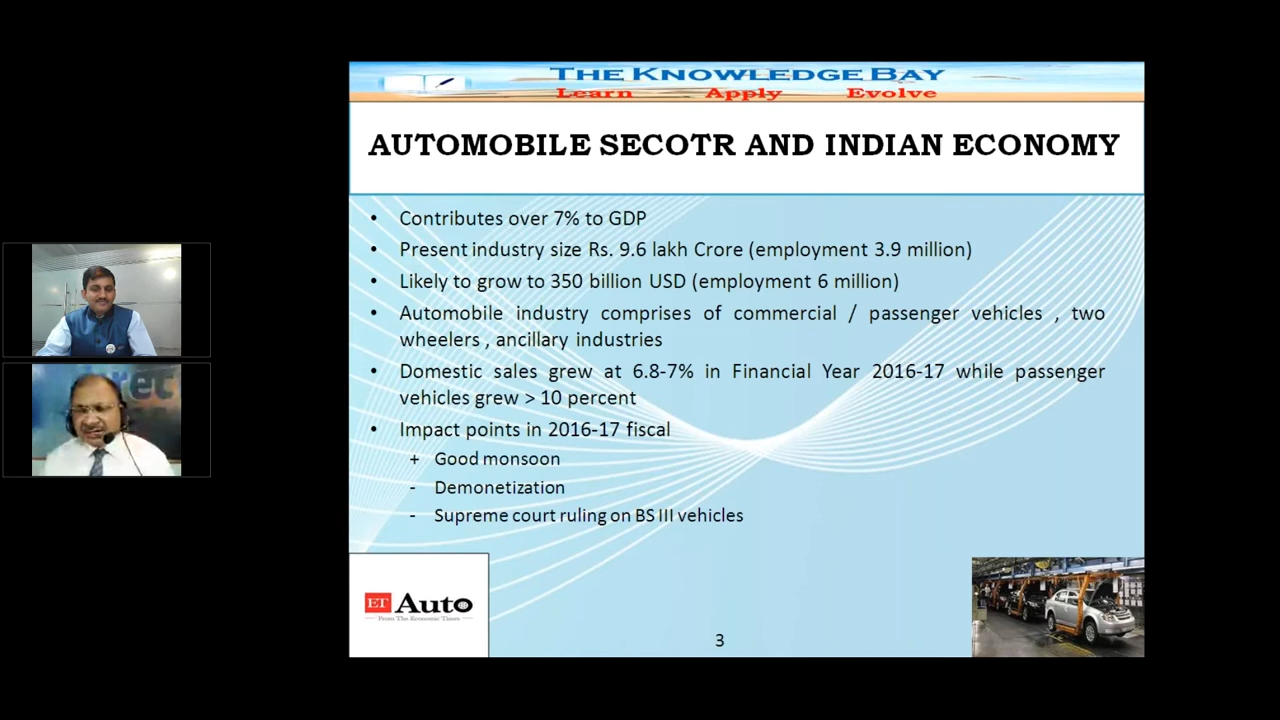 THE KNOWLEDGE BAY
Learn Apply Evolve
AUTOMOBILE SECOTR AND INDIAN ECONOMY
• Contributes over 7% to GDP
• Present industry size Rs. 9.6 lakh Crore (employment 3.9 million)
• Likely to grow to 350 billion USD (employment 6 million)
• Automobile industry comprises of commercial / passenger vehicles , two
wheelers , ancillary industries
• Domestic sales grew at 6.8-7% in Financial Year 2016-17 while passenger
vehicles grew > 10 percent
• Impact points in 2016-17 fiscal
+ Good monsoon
- Demonetization
- Supreme court ruling on BS III vehicles
ET Auto
From The Economic Times
3